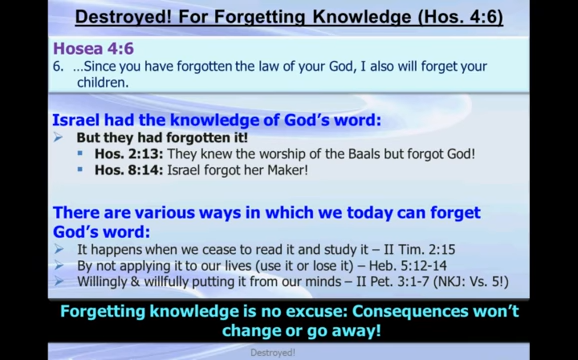 Destroyed! For Forgetting Knowledge (Hos. 4:6)
Hosea 4:6
6. …Since you have forgotten the law of your God, I also will forget your
children.
Israel had the knowledge of God's word:
But they had forgotten it!
Hos. 2:13: They knew the worship of the Baals but forgot God!
Hos. 8:14: Israel forgot her Maker!
There are various ways in which we today can forget
God's word:
It happens when we cease to read it and study it – II Tim. 2:15
By not applying it to our lives (use it or lose it) – Heb. 5:12-14
Willingly & willfully putting it from our minds – II Pet. 3:1-7 (NKJ: Vs. 5!)
Forgetting knowledge is no excuse: Consequences won't
change or go away!
Destroyed!